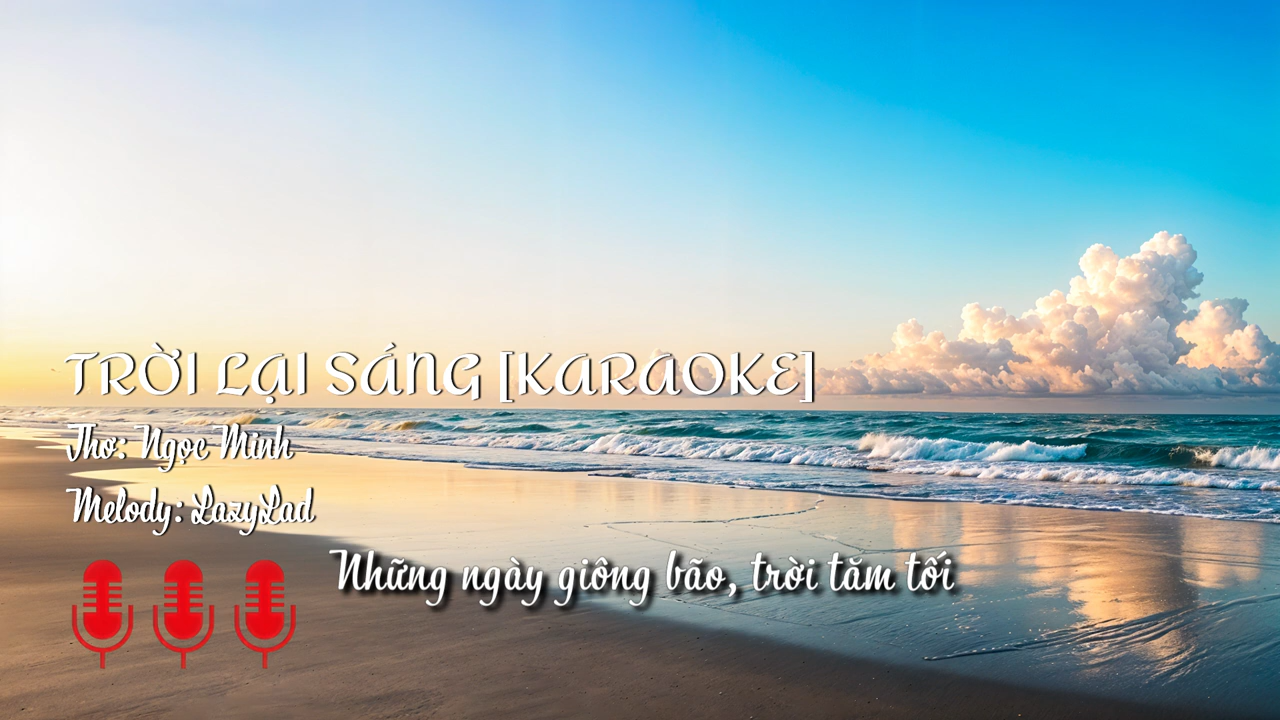 TRỜI LẠI SÁNG [KARAOKE]
Thơ: Ngọc Minh
Melody: LazyLad
Những ngày giông bão, trời tăm tối